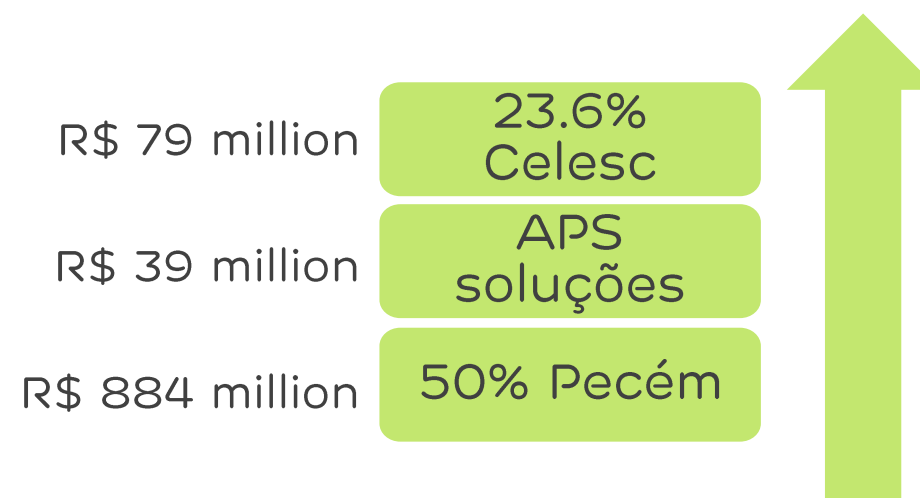 R$ 79 million
23.6%
Celesc
R$ 39 million
APS
soluções
R$ 884 million
50% Pecém